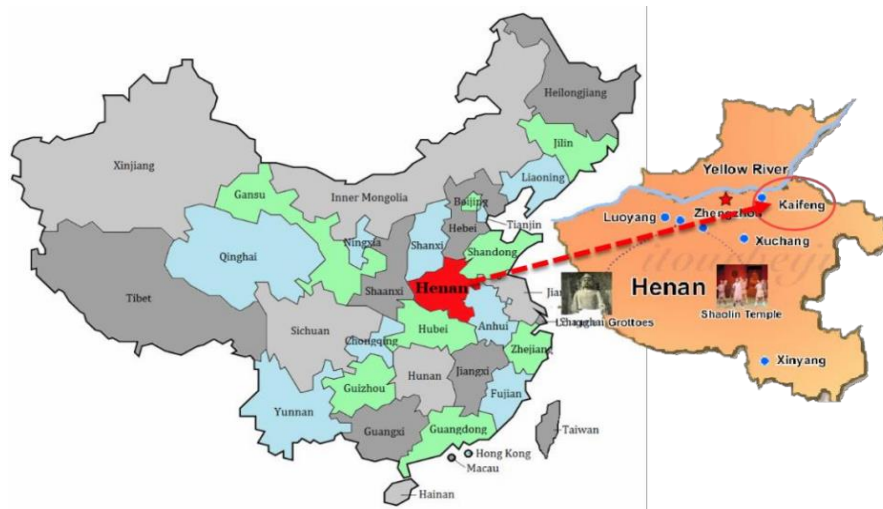 Heilongjiang
Jilin
Xinjiang
Liaoning
Inner Mongolia
Gansu
Beijing
Tianjin
Hebei
Ningxia
Shanxi
Qinghai
Shandong
Shaanxi
Henan
Tibet
Sichuan
Hubei
Anhui
Chongqing
Zhejiang
Hunan
Jiangxi
Guizhou
Fujian
Yunnan
Guangxi
Guangdong
Taiwan
Hong Kong
Macau
Hainan
Yellow River
Kaifeng
Luoyang
Zhengzhou
Xuchang
Henan
Grottoes
Shaolin Temple
Xinyang